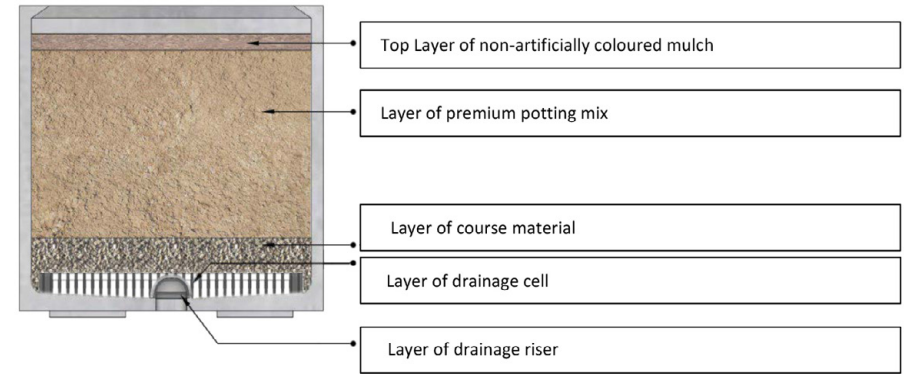 Top Layer of non-artificially coloured mulch
Layer of premium potting mix
Layer of course material
Layer of drainage cell
Layer of drainage riser